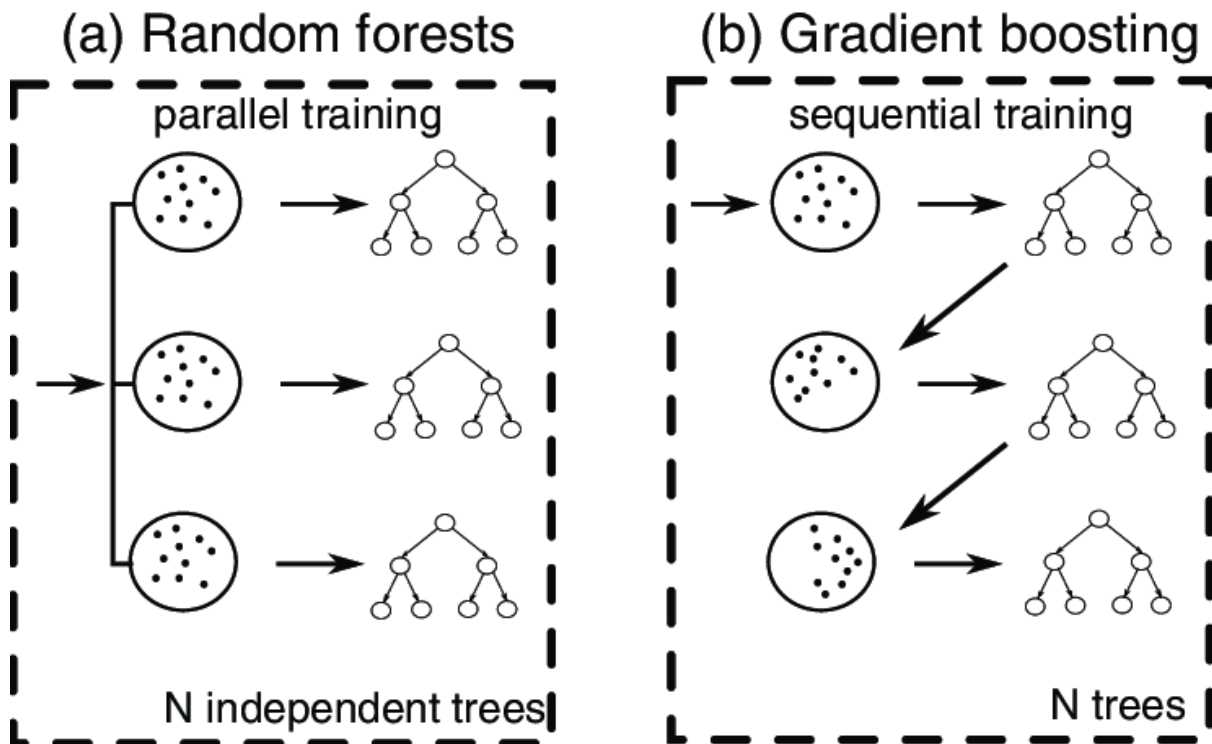 (a) Random forests
parallel training
N independent trees
(b) Gradient boosting
sequential training
N trees